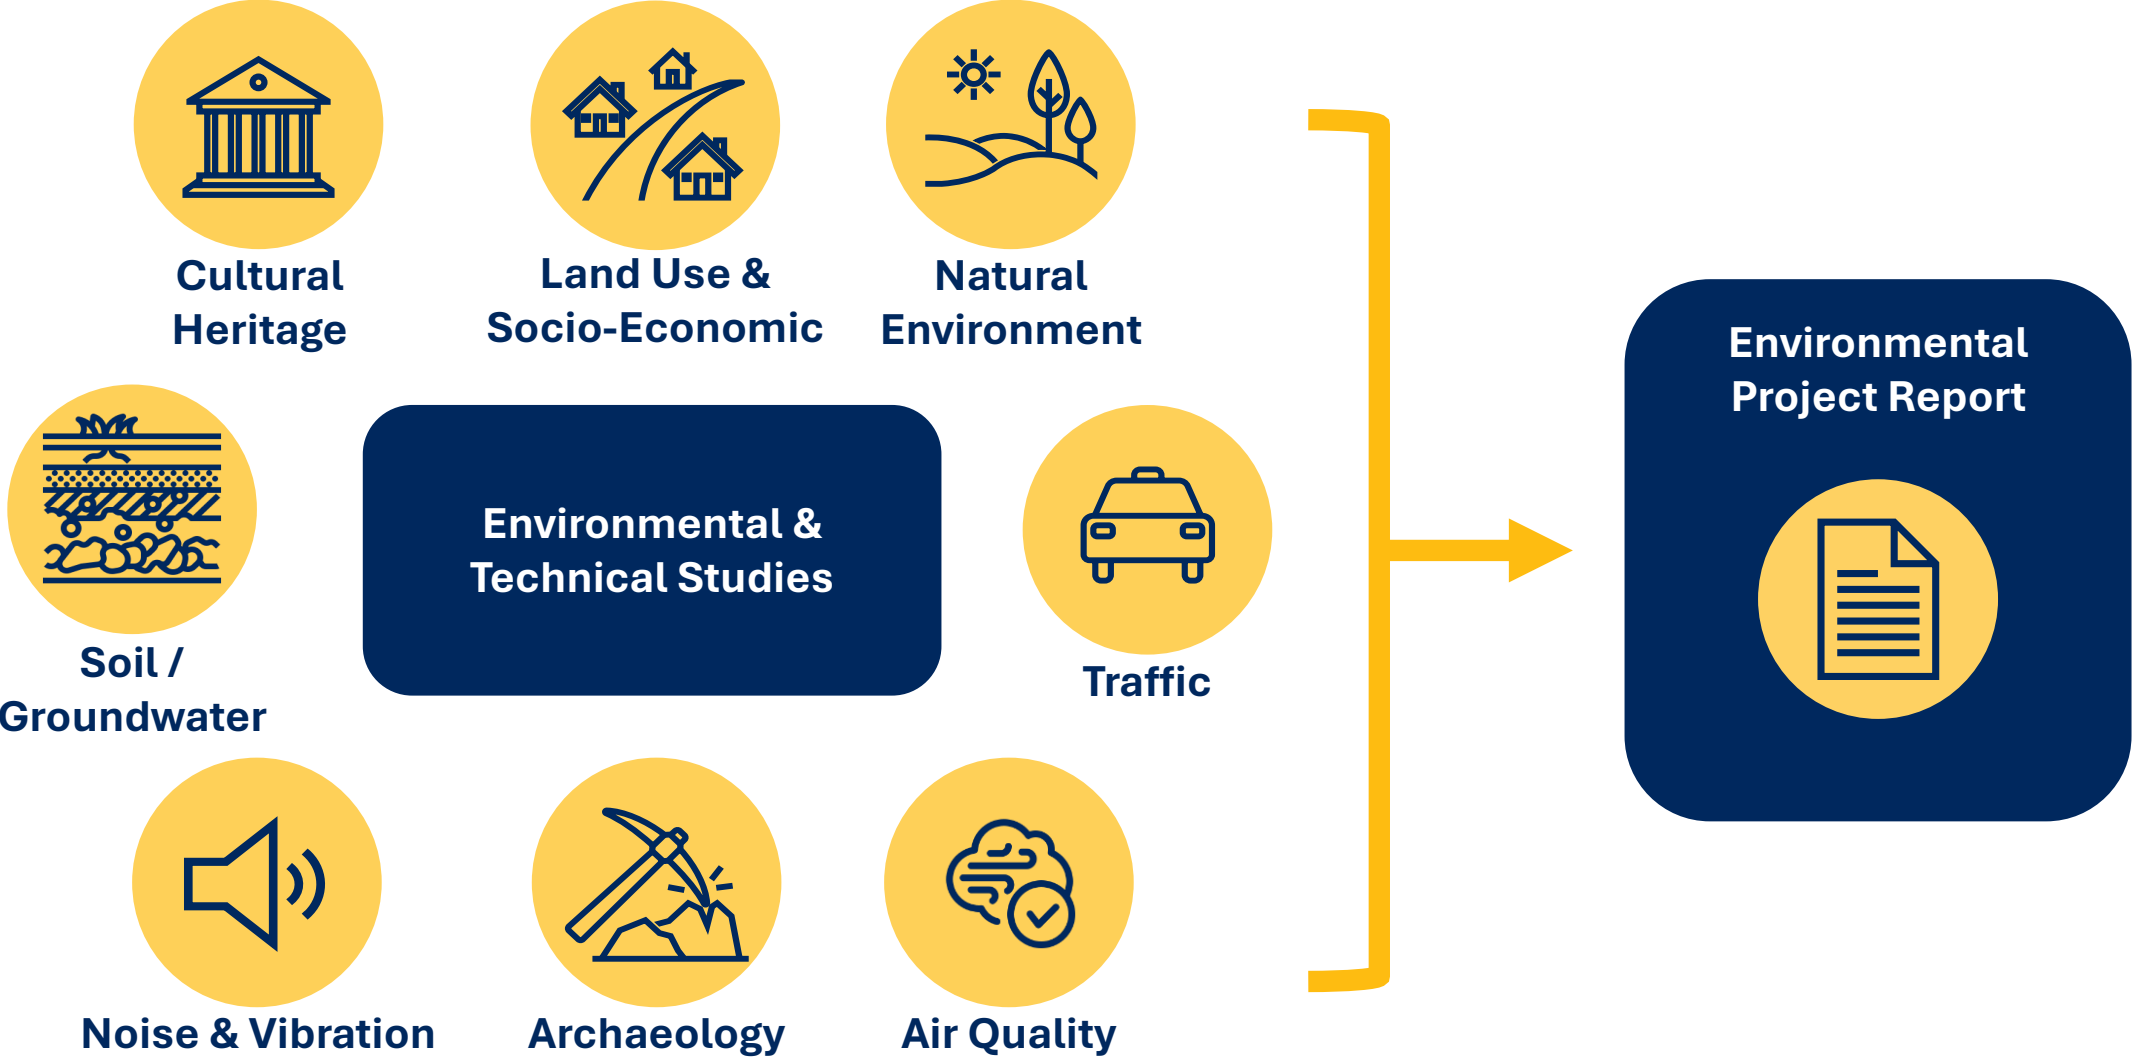 Cultural
Heritage
Land Use &
Socio-Economic
Natural
Environment
Soil /
Groundwater
Environmental &
Technical Studies
Traffic
Noise & Vibration
Archaeology
Air Quality
Environmental
Project Report